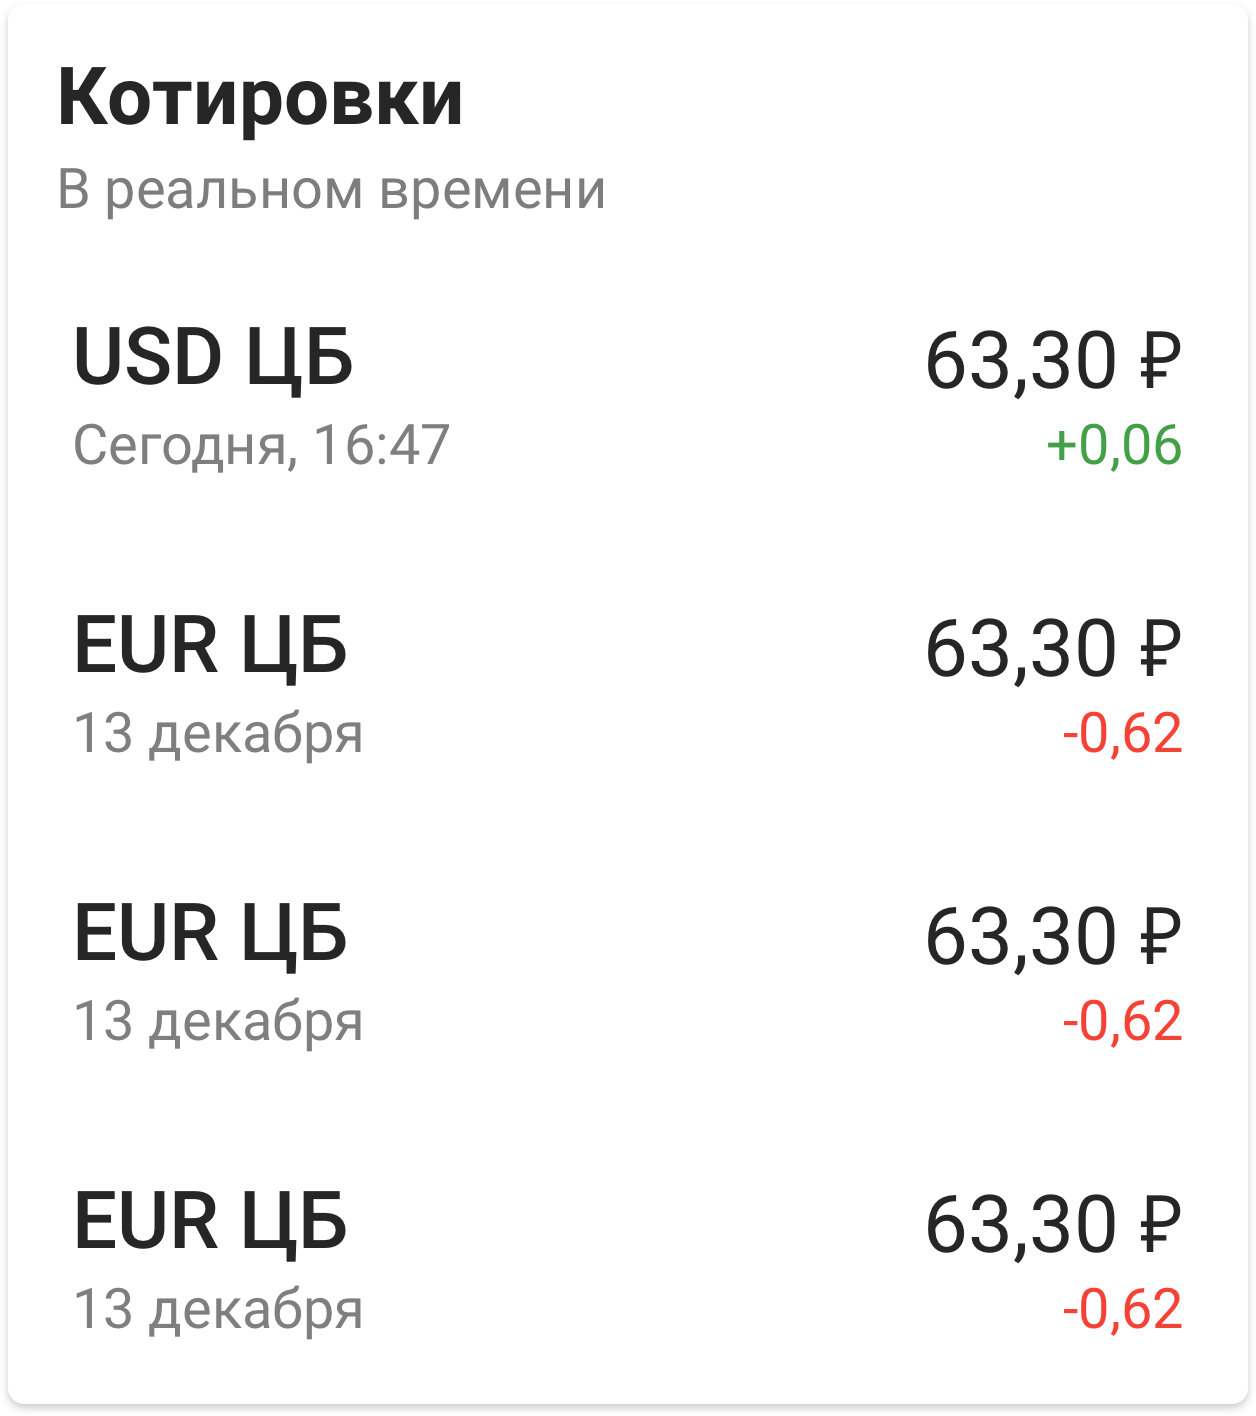 Котировки
В реальном времени
USD ЦБ 63,30 ₽
Сегодня, 16:47 +0,06
EUR ЦБ 63,30 ₽
13 декабря -0,62
EUR ЦБ 63,30 ₽
13 декабря -0,62
EUR ЦБ 63,30 ₽
13 декабря -0,62